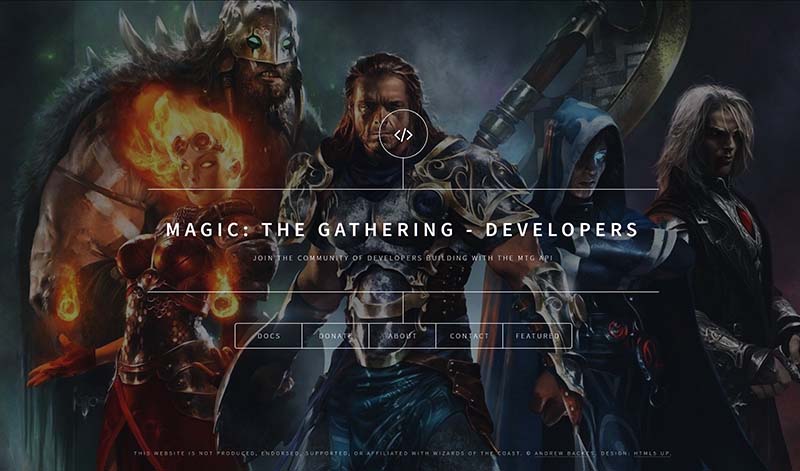 </>
MAGIC: THE GATHERING - DEVELOPERS
JOIN THE COMMUNITY OF DEVELOPERS BUILDING WITH THE MTG API
DOCS DONATE ABOUT CONTACT FEATURED
THIS WEBSITE IS NOT PRODUCED, ENDORSED, SUPPORTED, OR AFFILIATED WITH WIZARDS OF THE COAST. © ANDREW BACKES. DESIGN: HTML5 UP.